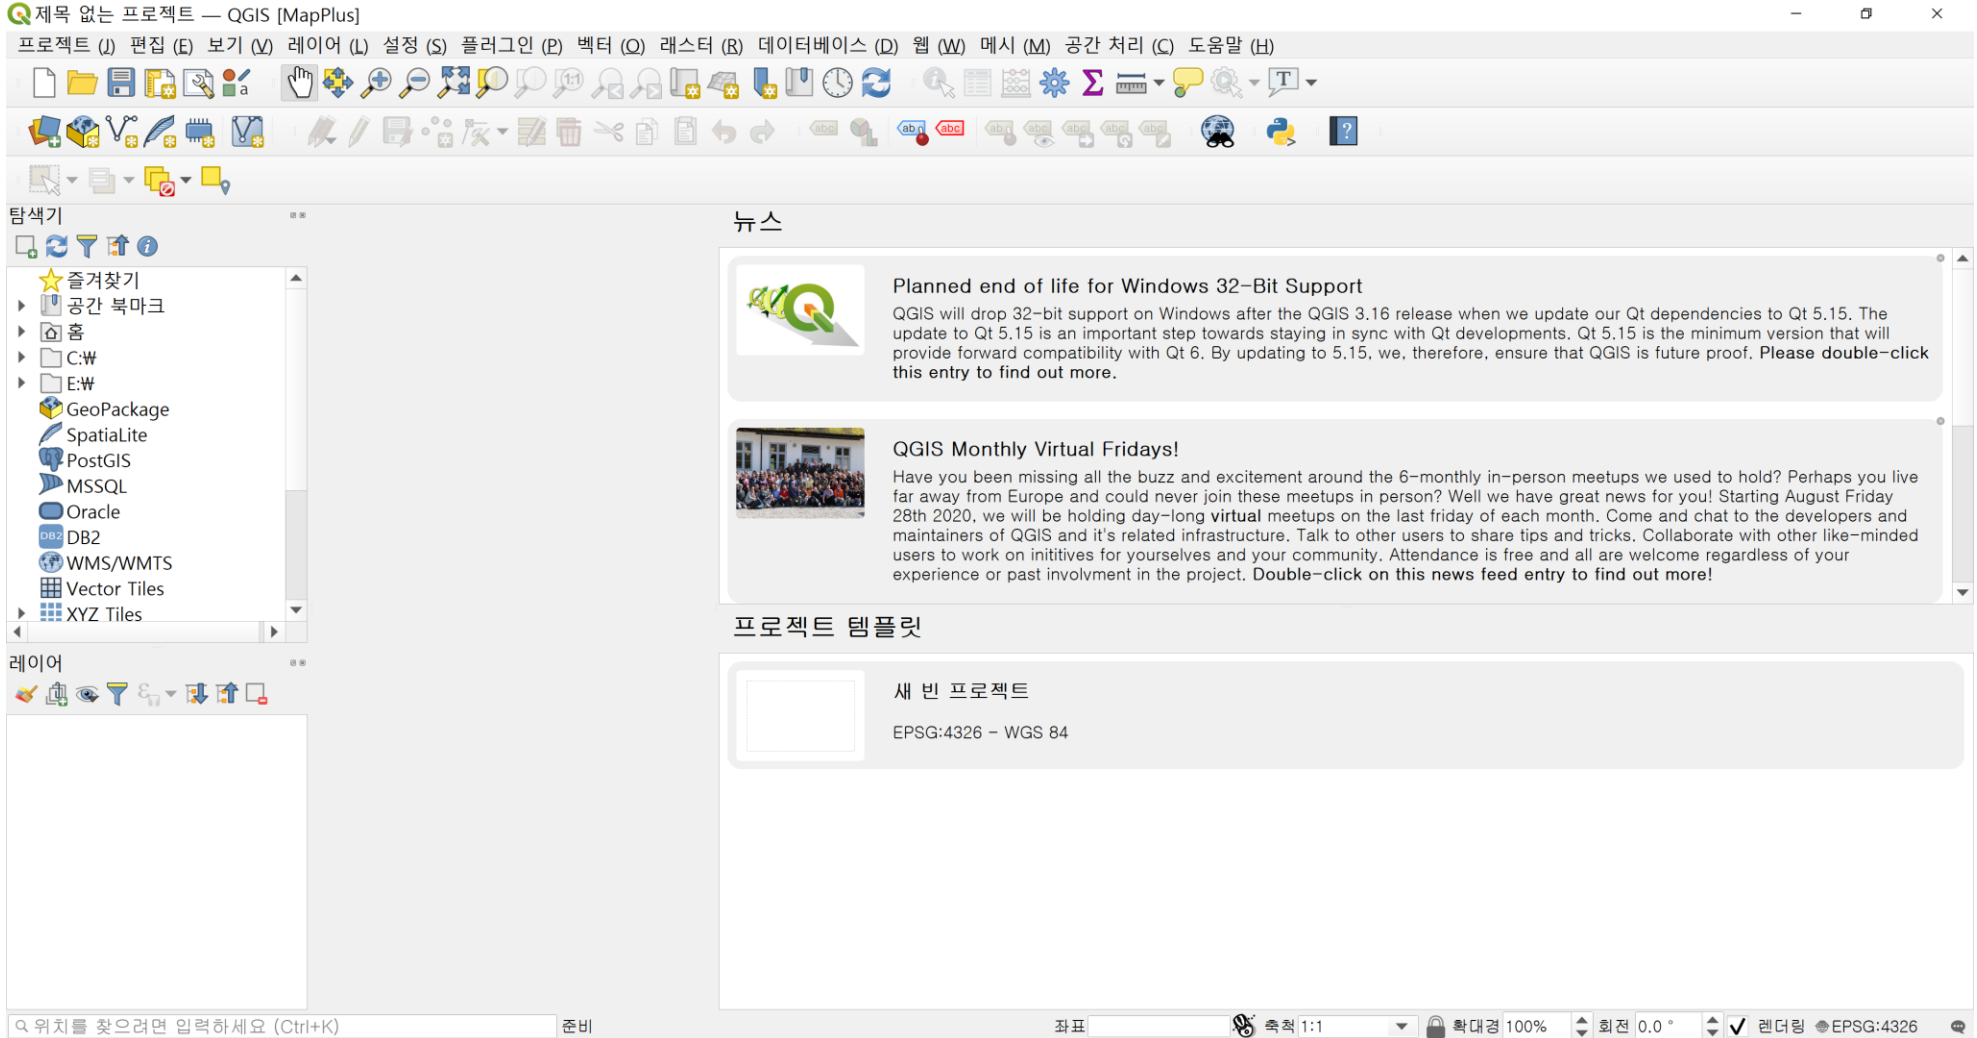 제목 없는 프로젝트 — QGIS [MapPlus]
프로젝트 (J) 편집 (E) 보기 (V) 레이어 (L) 설정 (S) 플러그인 (P) 벡터 (O) 래스터 (R) 데이터베이스 (D) 웹 (W) 메시 (M) 공간 처리 (C) 도움말 (H)
탐색기
즐겨찾기
공간 북마크
홈
C:₩
E:₩
GeoPackage
SpatiaLite
PostGIS
MSSQL
Oracle
DB2
WMS/WMTS
Vector Tiles
XYZ Tiles
레이어
뉴스
Planned end of life for Windows 32-Bit Support
QGIS will drop 32-bit support on Windows after the QGIS 3.16 release when we update our Qt dependencies to Qt 5.15. The
update to Qt 5.15 is an important step towards staying in sync with Qt developments. Qt 5.15 is the minimum version that will
provide forward compatibility with Qt 6. By updating to 5.15, we, therefore, ensure that QGIS is future proof. Please double-click
this entry to find out more.
QGIS Monthly Virtual Fridays!
Have you been missing all the buzz and excitement around the 6-monthly in-person meetups we used to hold? Perhaps you live
far away from Europe and could never join these meetups in person? Well we have great news for you! Starting August Friday
28th 2020, we will be holding day-long virtual meetups on the last friday of each month. Come and chat to the developers and
maintainers of QGIS and it's related infrastructure. Talk to other users to share tips and tricks. Collaborate with other like-minded
users to work on inititives for yourselves and your community. Attendance is free and all are welcome regardless of your
experience or past involvment in the project. Double-click on this news feed entry to find out more!
프로젝트 템플릿
새 빈 프로젝트
EPSG:4326 - WGS 84
위치를 찾으려면 입력하세요 (Ctrl+K) 준비 좌표 축척 1:1 확대경 100% 회전 0.0 ° 렌더링 EPSG:4326